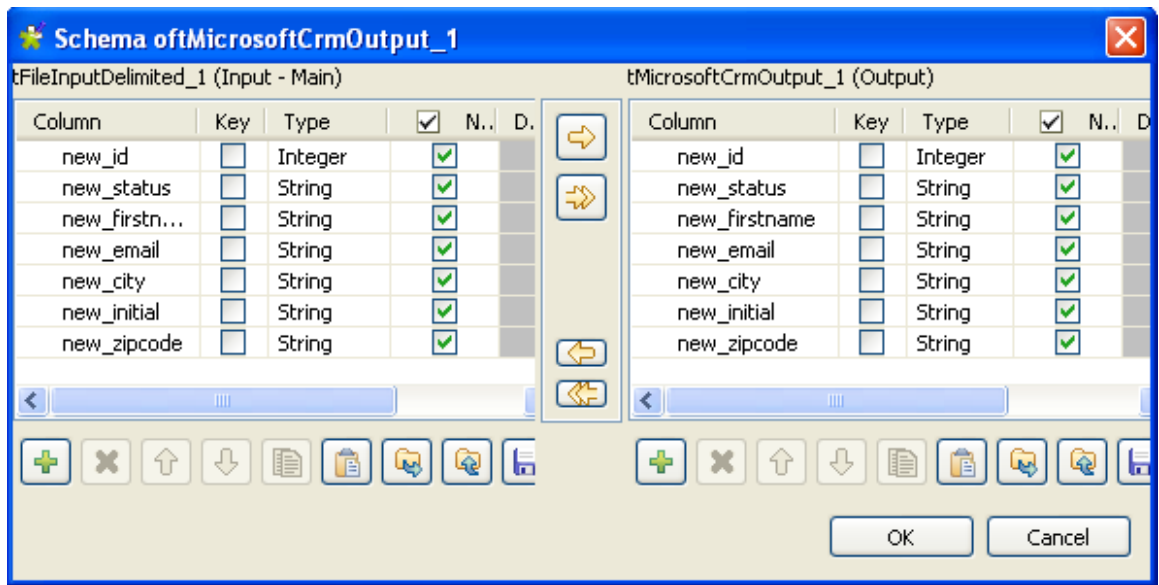 Schema oftMicrosoftCrmOutput_1
tFileInputDelimited_1 (Input - Main)
tMicrosoftCrmOutput_1 (Output)
Column Key Type N.. D.
new_id Integer
new_status String
new_firstn... String
new_email String
new_city String
new_initial String
new_zipcode String
Column Key Type N.. D
new_id Integer
new_status String
new_firstname String
new_email String
new_city String
new_initial String
new_zipcode String
OK Cancel